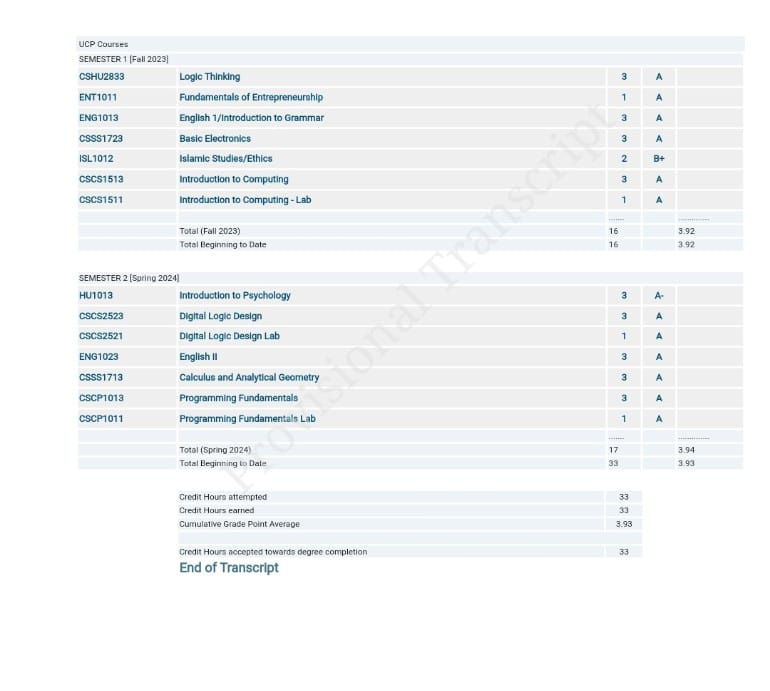 UCP Courses
SEMESTER 1 [Fall 2023]
CSHU2833 Logic Thinking 3 A
ENT1011 Fundamentals of Entrepreneurship 1 A
ENG1013 English 1/Introduction to Grammar 3 A
CSSS1723 Basic Electronics 3 A
ISL1012 Islamic Studies/Ethics 2 B+
CSCS1513 Introduction to Computing 3 A
CSCS1511 Introduction to Computing - Lab 1 A
....... ..............
Total (Fall 2023) 16 3.92
Total Beginning to Date 16 3.92
SEMESTER 2 [Spring 2024]
HU1013 Introduction to Psychology 3 A-
CSCS2523 Digital Logic Design 3 A
CSCS2521 Digital Logic Design Lab 1 A
ENG1023 English II 3 A
CSSS1713 Calculus and Analytical Geometry 3 A
CSCP1013 Programming Fundamentals 3 A
CSCP1011 Programming Fundamentals Lab 1 A
....... ..............
Total (Spring 2024) 17 3.94
Total Beginning to Date 33 3.93
Credit Hours attempted 33
Credit Hours earned 33
Cumulative Grade Point Average 3.93
Credit Hours accepted towards degree completion 33
End of Transcript
Provisional Transcript